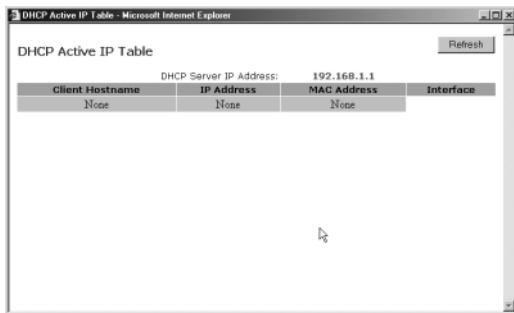 DHCP Active IP Table - Microsoft Internet Explorer
DHCP Active IP Table
Refresh
DHCP Server IP Address: 192.168.1.1
Client Hostname IP Address MAC Address Interface
None None None